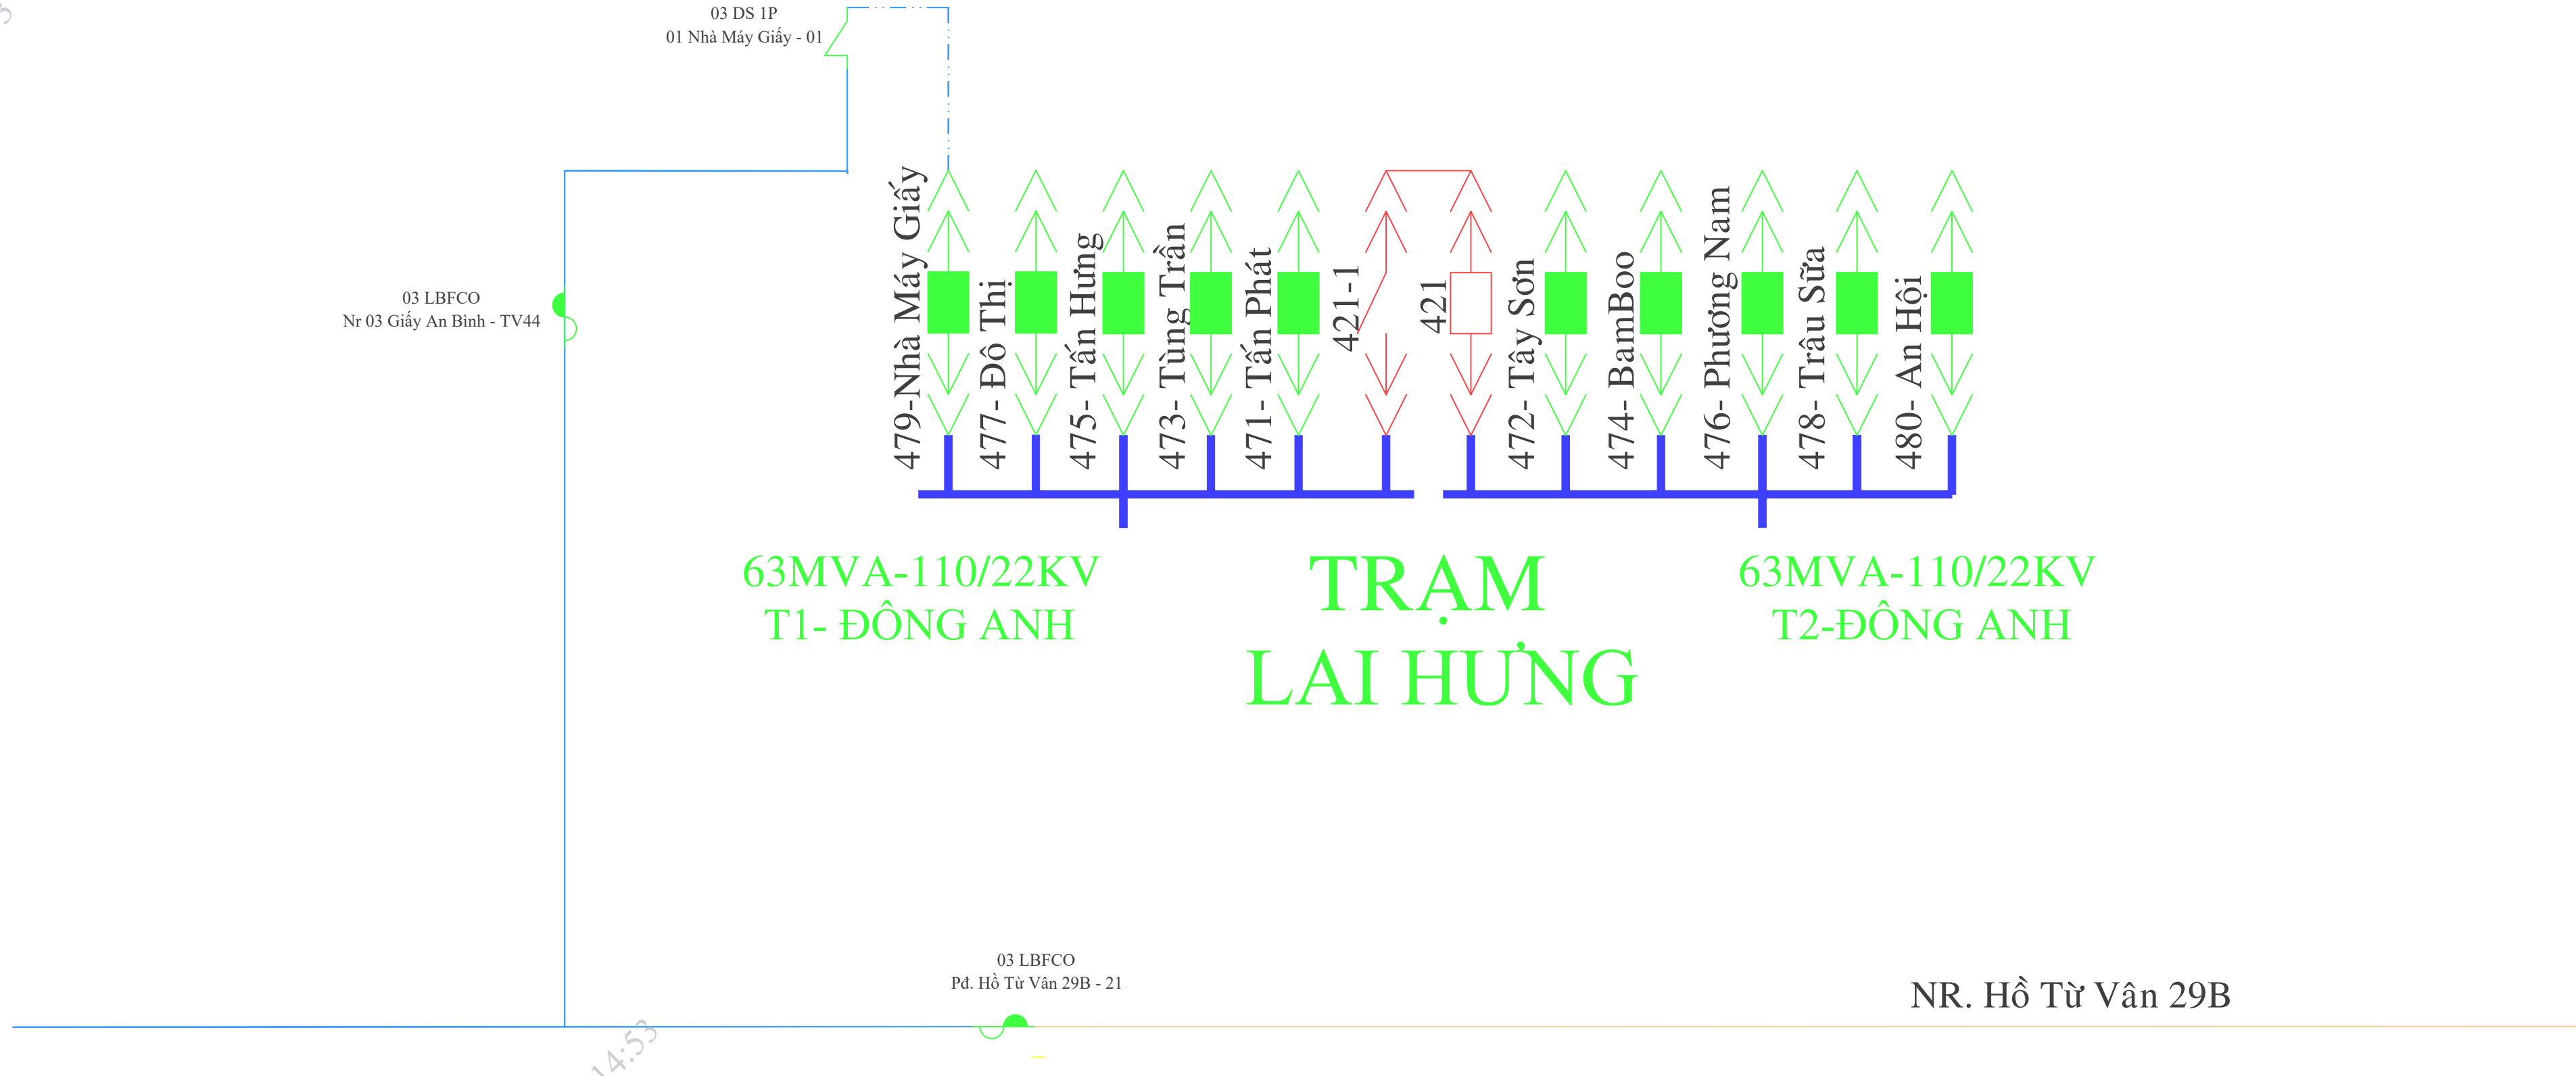 03 DS 1P
01 Nhà Máy Giấy - 01
03 LBFCO
Nr 03 Giấy An Bình - TV44
479-Nhà Máy Giấy
477- Đô Thị
475- Tấn Hưng
473- Tùng Trần
471- Tấn Phát
421-1
421
472- Tây Sơn
474- BamBoo
476- Phương Nam
478- Trâu Sữa
480- An Hội
63MVA-110/22KV
T1- ĐÔNG ANH
TRẠM
LAI HƯNG
63MVA-110/22KV
T2-ĐÔNG ANH
03 LBFCO
Pđ. Hồ Từ Vân 29B - 21
NR. Hồ Từ Vân 29B
14:53